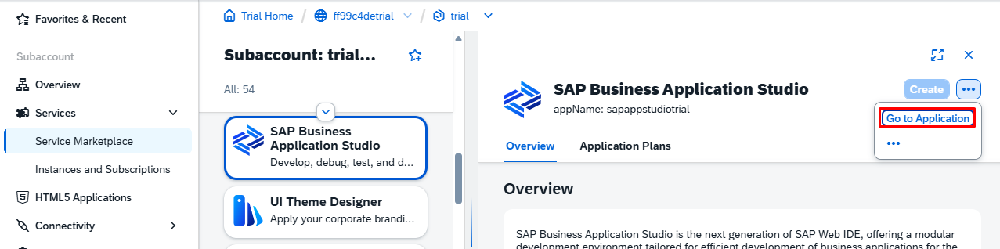 Favorites & Recent
Subaccount
Overview
Services
Service Marketplace
Instances and Subscriptions
HTML5 Applications
Connectivity
Trial Home / ff99c4detrial / trial
Subaccount: trial...
All: 54
SAP Business
Application Studio
Develop, debug, test, and d...
UI Theme Designer
Apply your corporate brandi...
SAP Business Application Studio
appName: sapappstudiotrial
Create
Go to Application
Overview
Application Plans
Overview
SAP Business Application Studio is the next generation of SAP Web IDE, offering a modular
development environment tailored for efficient development of business applications for the